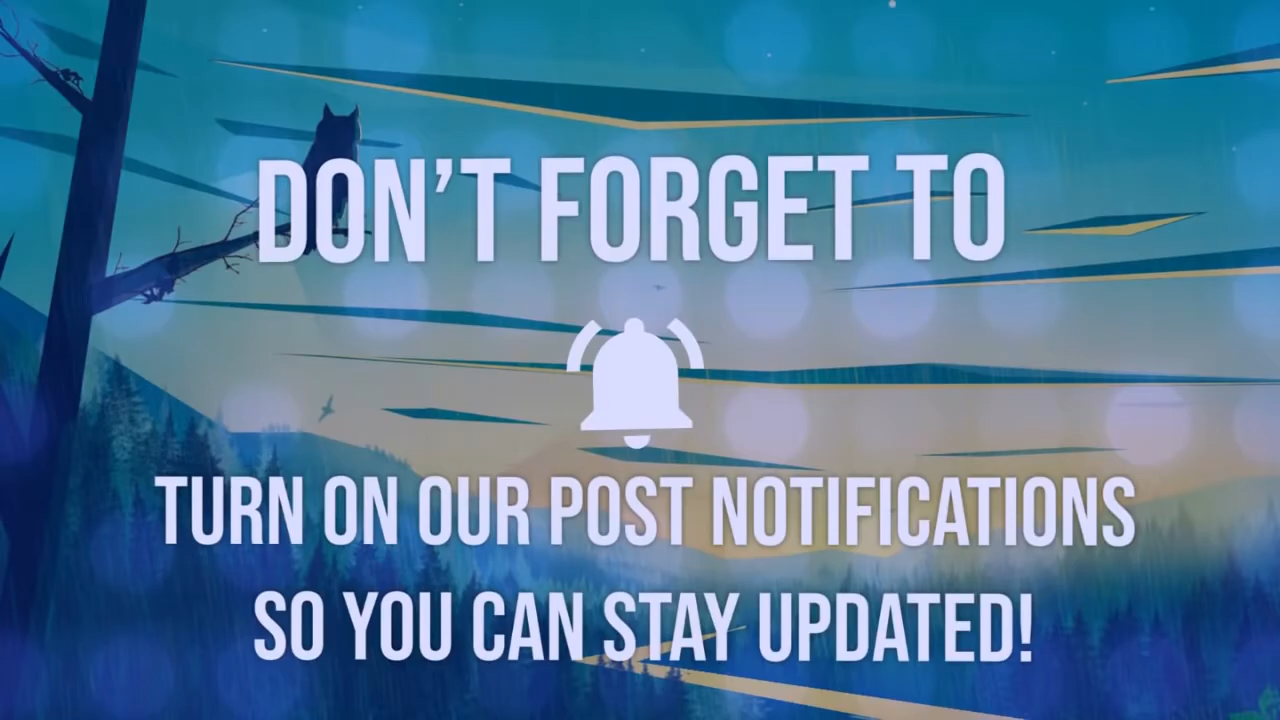 DON'T FORGET TO
TURN ON OUR POST NOTIFICATIONS
SO YOU CAN STAY UPDATED!